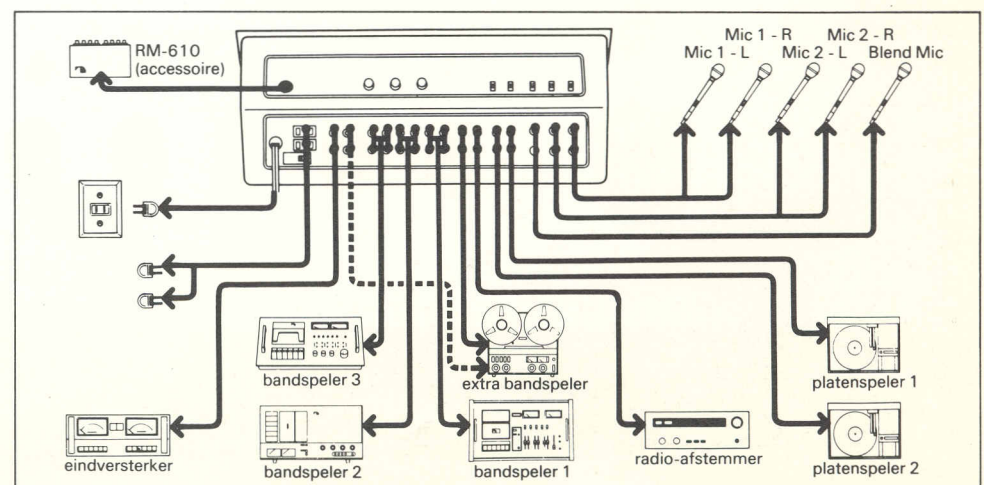 RM-610
(accessoire)
Mic 1 - R
Mic 2 - R
Mic 1 - L
Mic 2 - L
Blend Mic
bandspeler 3
extra bandspeler
platenspeler 1
eindversterker
bandspeler 2
bandspeler 1
radio-afstemmer
platenspeler 2